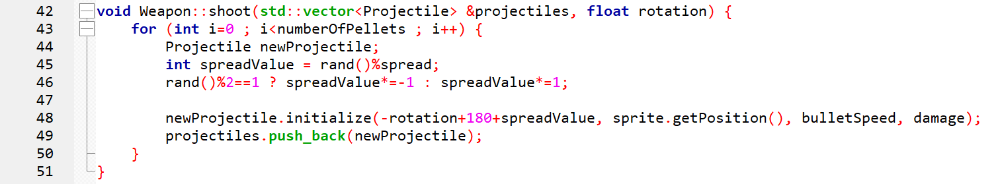 42 void Weapon::shoot(std::vector<Projectile> &projectiles, float rotation) {
43     for (int i=0 ; i<numberOfPellets ; i++) {
44         Projectile newProjectile;
45         int spreadValue = rand()%spread;
46         rand()%2==1 ? spreadValue*=-1 : spreadValue*=1;
47
48         newProjectile.initialize(-rotation+180+spreadValue, sprite.getPosition(), bulletSpeed, damage);
49         projectiles.push_back(newProjectile);
50     }
51 }